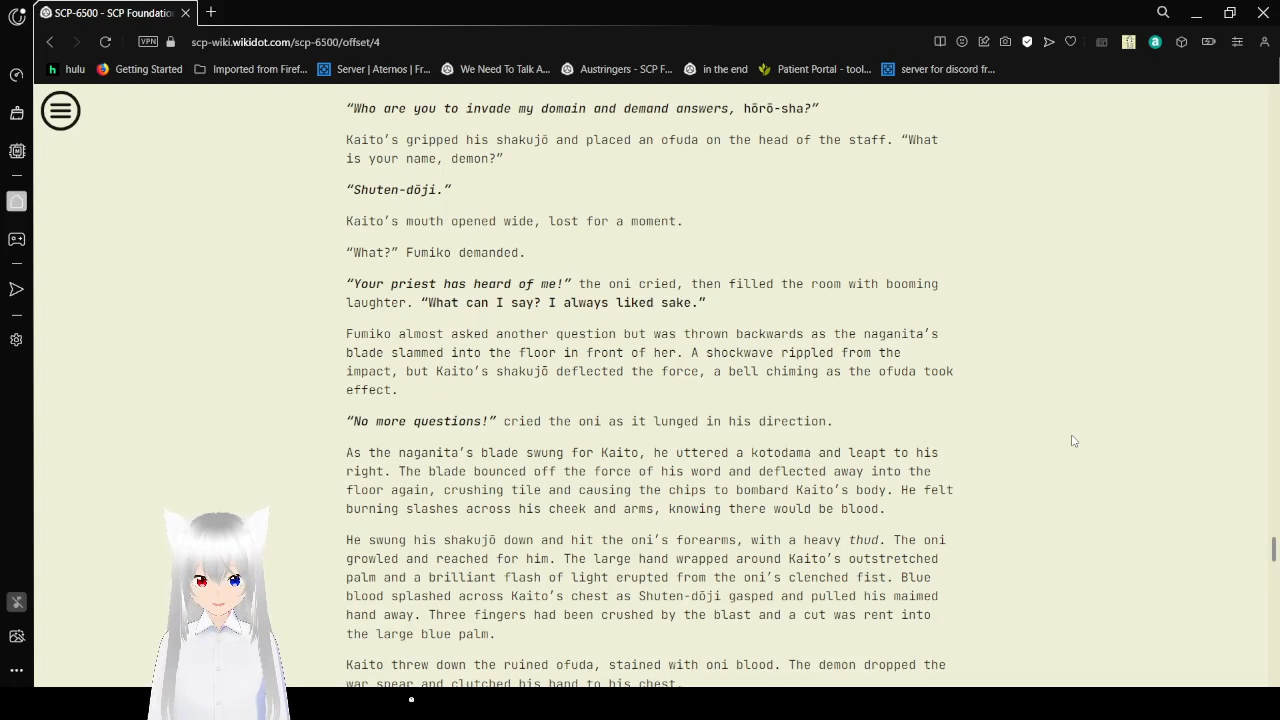 SCP-6500 - SCP Foundatio
scp-wiki.wikidot.com/scp-6500/offset/4
VPN
hulu
Getting Started
Imported from Firef...
Server | Aternos | Fr...
We Need To Talk A...
Austringers - SCP F...
in the end
Patient Portal - tool...
server for discord fr...
“Who are you to invade my domain and demand answers, hōrō-sha?”
Kaito’s gripped his shakujō and placed an ofuda on the head of the staff. “What
is your name, demon?”
“Shuten-dōji.”
Kaito’s mouth opened wide, lost for a moment.
“What?” Fumiko demanded.
“Your priest has heard of me!” the oni cried, then filled the room with booming
laughter. “What can I say? I always liked sake.”
Fumiko almost asked another question but was thrown backwards as the naganita’s
blade slammed into the floor in front of her. A shockwave rippled from the
impact, but Kaito’s shakujō deflected the force, a bell chiming as the ofuda took
effect.
“No more questions!” cried the oni as it lunged in his direction.
As the naganita’s blade swung for Kaito, he uttered a kotodama and leapt to his
right. The blade bounced off the force of his word and deflected away into the
floor again, crushing tile and causing the chips to bombard Kaito’s body. He felt
burning slashes across his cheek and arms, knowing there would be blood.
He swung his shakujō down and hit the oni’s forearms, with a heavy thud. The oni
growled and reached for him. The large hand wrapped around Kaito’s outstretched
palm and a brilliant flash of light erupted from the oni’s clenched fist. Blue
blood splashed across Kaito’s chest as Shuten-dōji gasped and pulled his maimed
hand away. Three fingers had been crushed by the blast and a cut was rent into
the large blue palm.
Kaito threw down the ruined ofuda, stained with oni blood. The demon dropped the
war spear and clutched his hand to his chest.